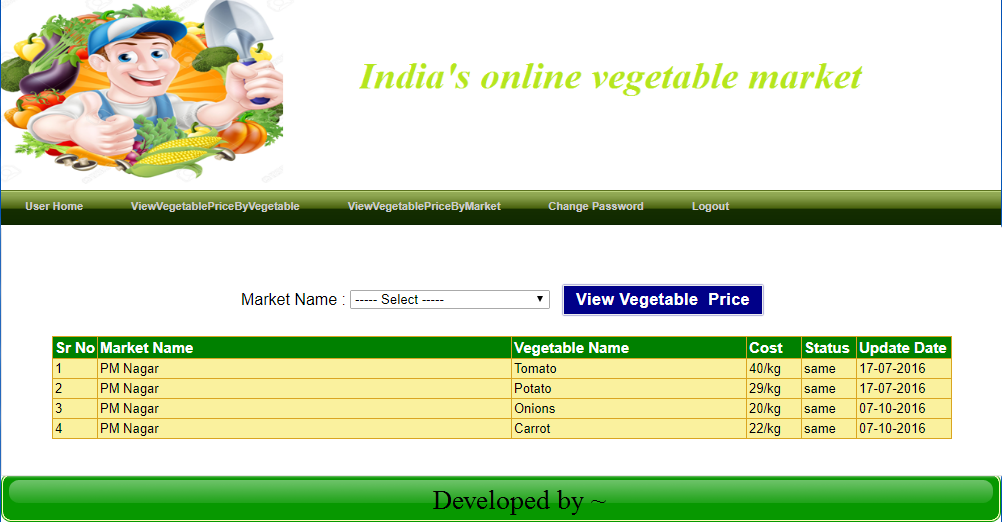 India's online vegetable market
User Home ViewVegetablePriceByVegetable ViewVegetablePriceByMarket Change Password Logout
Market Name : ----- Select ----- View Vegetable Price
Sr No Market Name Vegetable Name Cost Status Update Date
1 PM Nagar Tomato 40/kg same 17-07-2016
2 PM Nagar Potato 29/kg same 17-07-2016
3 PM Nagar Onions 20/kg same 07-10-2016
4 PM Nagar Carrot 22/kg same 07-10-2016
Developed by ~